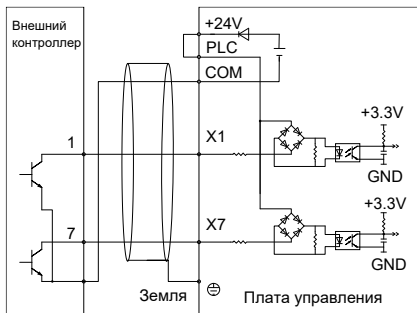 Внешний
контроллер
+24V
PLC
COM
1
X1
+3.3V
GND
7
X7
+3.3V
GND
Земля
Плата управления